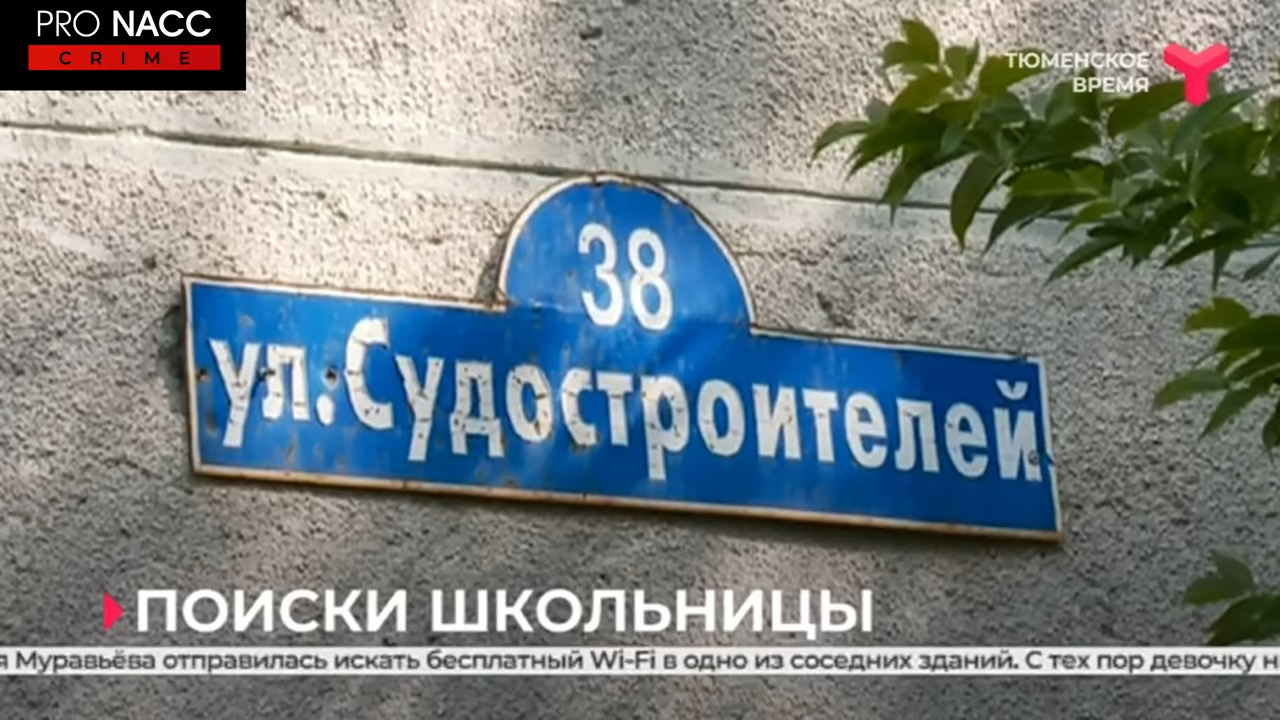 PRO NACC
CRIME
ТЮМЕНСКОЕ
ВРЕМЯ
38
ул.Судостроителей
ПОИСКИ ШКОЛЬНИЦЫ
я Муравьёва отправилась искать бесплатный Wi-Fi в одно из соседних зданий. С тех пор девочку н